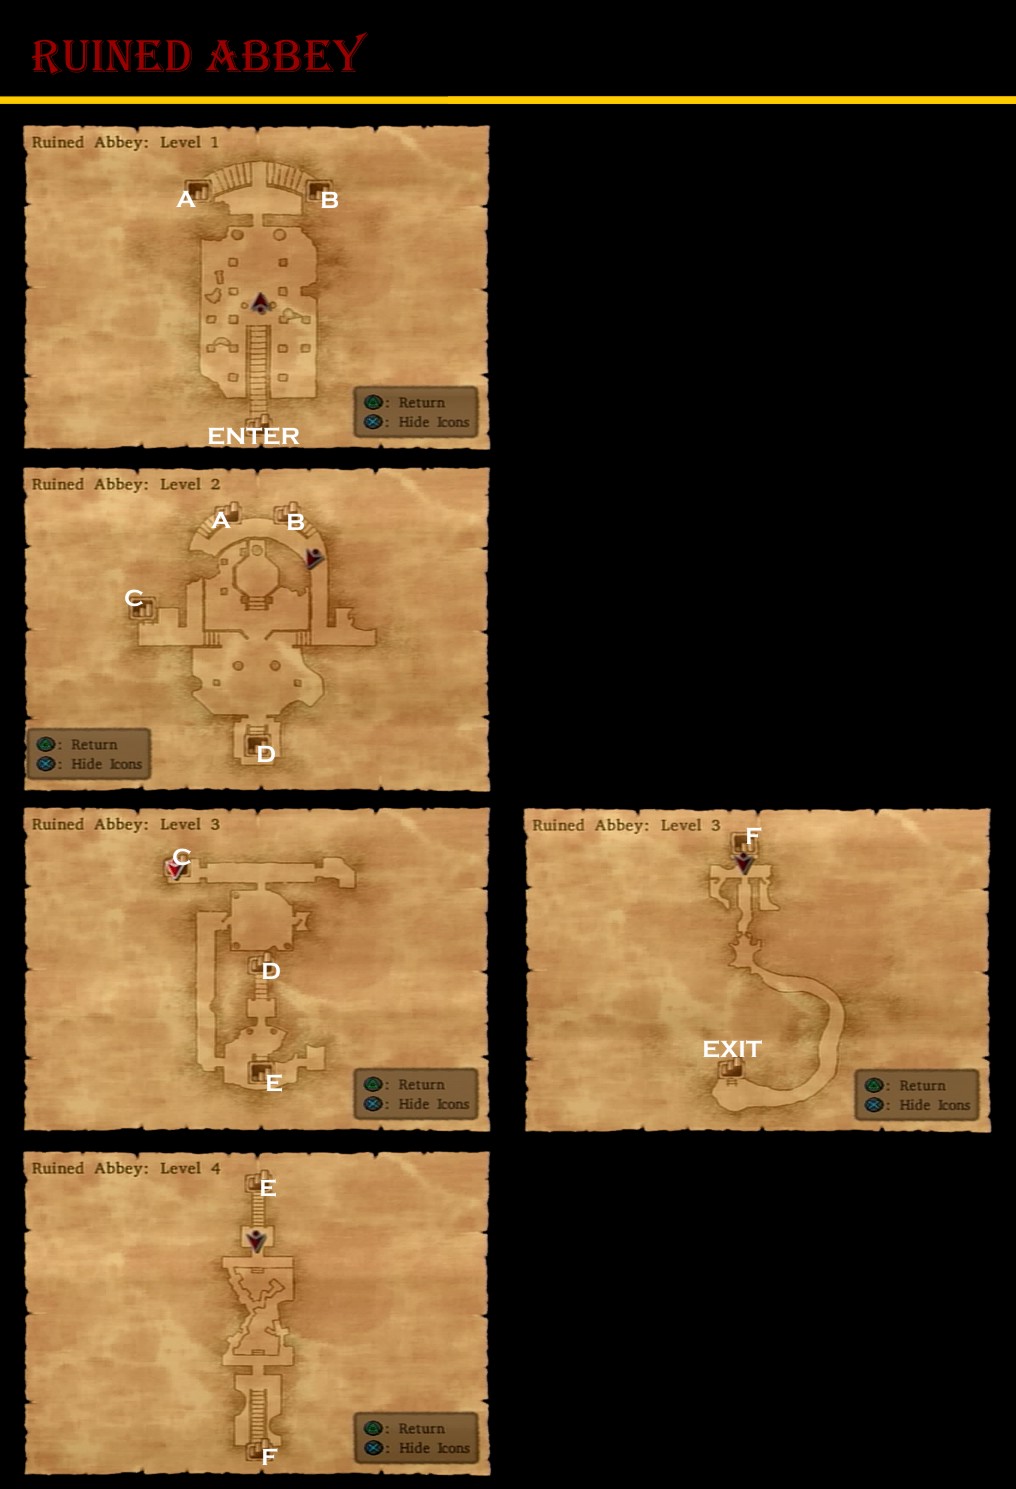 RUINED ABBEY
Ruined Abbey: Level 1
A
B
: Return
: Hide Icons
ENTER
Ruined Abbey: Level 2
A
B
C
: Return
: Hide Icons
D
Ruined Abbey: Level 3
C
D
E
: Return
: Hide Icons
Ruined Abbey: Level 3
F
EXIT
: Return
: Hide Icons
Ruined Abbey: Level 4
E
: Return
: Hide Icons
F